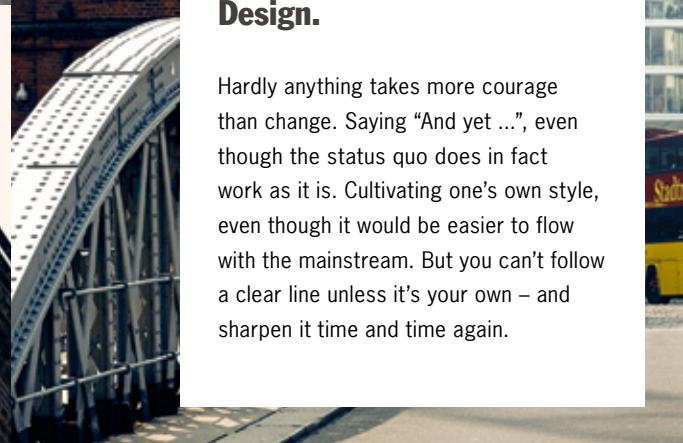 Design.
Hardly anything takes more courage
than change. Saying “And yet ...”, even
though the status quo does in fact
work as it is. Cultivating one’s own style,
even though it would be easier to flow
with the mainstream. But you can’t follow
a clear line unless it’s your own – and
sharpen it time and time again.